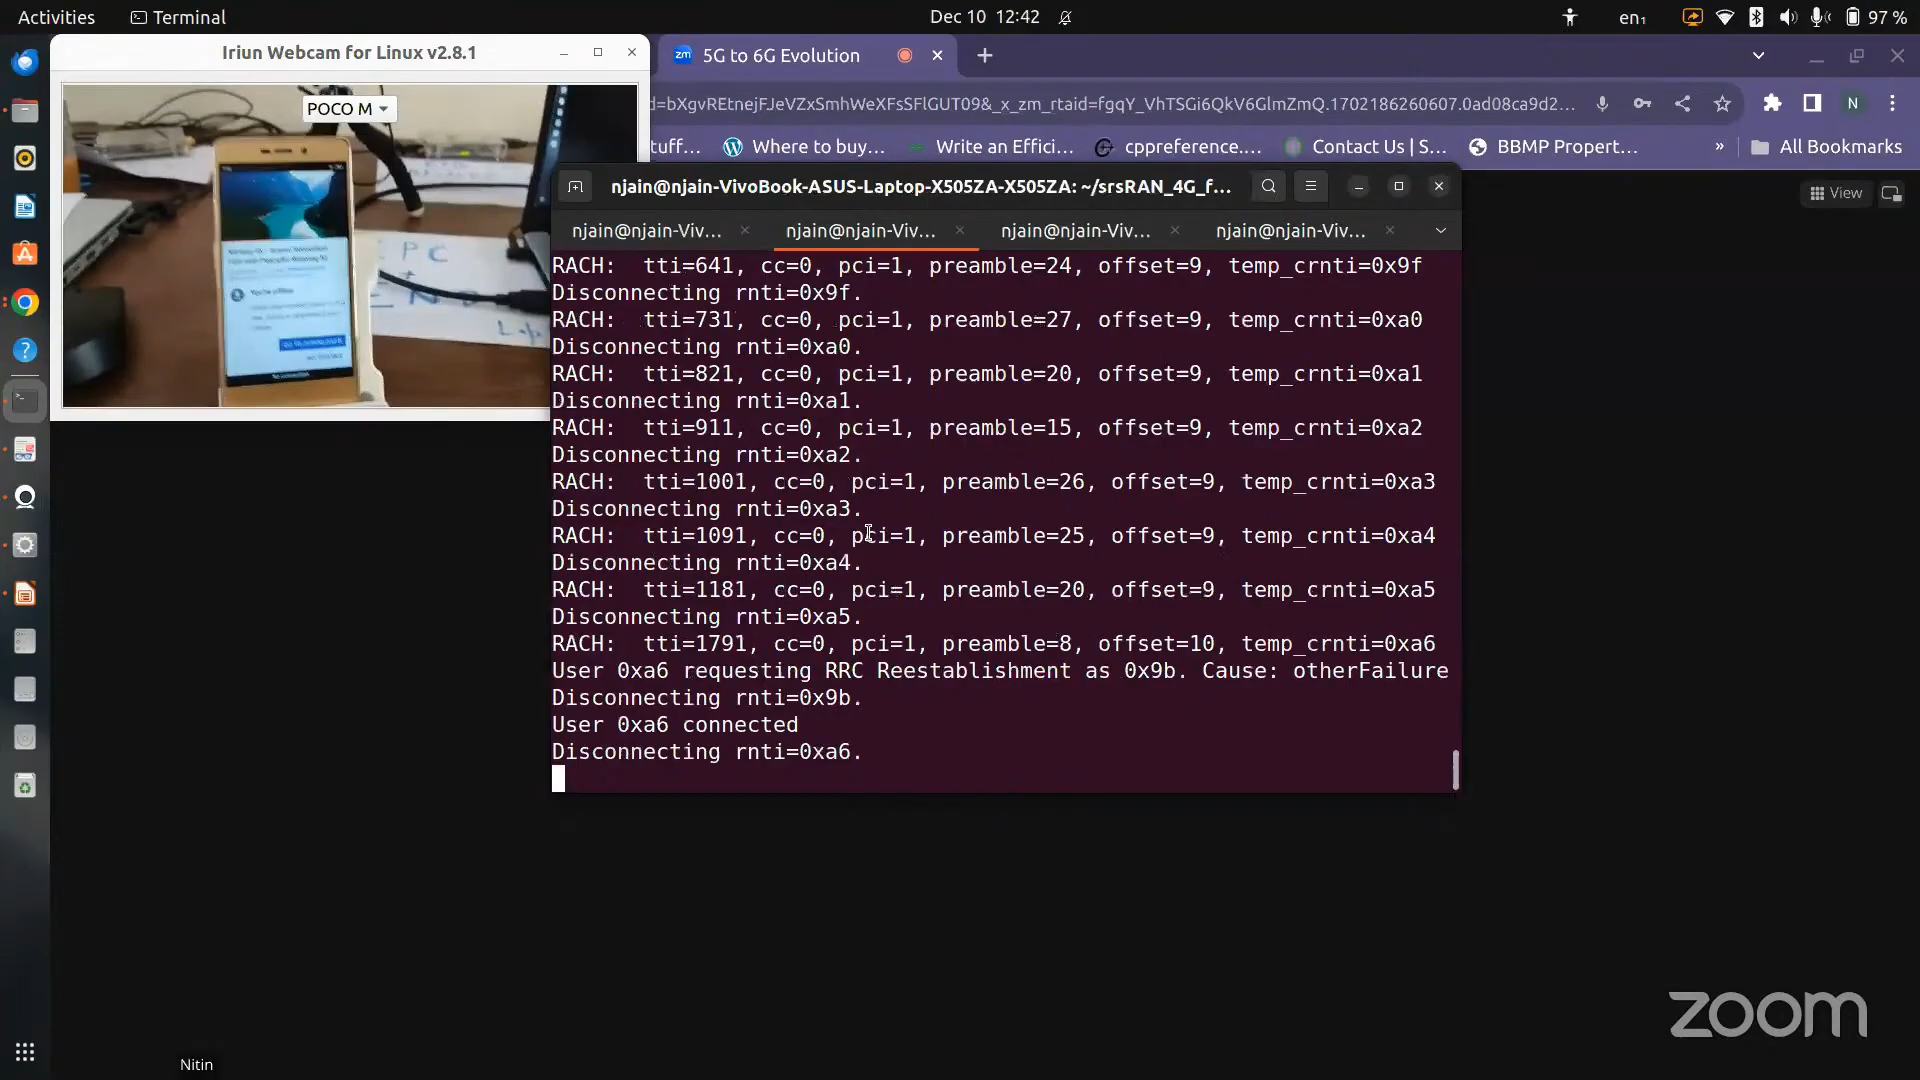 Activities
Terminal
Dec 10 12:42
en₁
97 %
Iriun Webcam for Linux v2.8.1
POCO M
5G to 6G Evolution
d=bXgvREtnejFJeVZxSmhWeXFsSFlGUT09&_x_zm_rtaid=fgqY_VhTSGi6QkV6GlmZmQ.1702186260607.0ad08ca9d2...
tuff...
Where to buy...
Write an Effici...
cppreference....
Contact Us | S...
BBMP Propert...
»
All Bookmarks
View
njain@njain-VivoBook-ASUS-Laptop-X505ZA-X505ZA: ~/srsRAN_4G_f...
njain@njain-Viv...
njain@njain-Viv...
njain@njain-Viv...
njain@njain-Viv...
RACH:  tti=641, cc=0, pci=1, preamble=24, offset=9, temp_crnti=0x9f
Disconnecting rnti=0x9f.
RACH:  tti=731, cc=0, pci=1, preamble=27, offset=9, temp_crnti=0xa0
Disconnecting rnti=0xa0.
RACH:  tti=821, cc=0, pci=1, preamble=20, offset=9, temp_crnti=0xa1
Disconnecting rnti=0xa1.
RACH:  tti=911, cc=0, pci=1, preamble=15, offset=9, temp_crnti=0xa2
Disconnecting rnti=0xa2.
RACH:  tti=1001, cc=0, pci=1, preamble=26, offset=9, temp_crnti=0xa3
Disconnecting rnti=0xa3.
RACH:  tti=1091, cc=0, pci=1, preamble=25, offset=9, temp_crnti=0xa4
Disconnecting rnti=0xa4.
RACH:  tti=1181, cc=0, pci=1, preamble=20, offset=9, temp_crnti=0xa5
Disconnecting rnti=0xa5.
RACH:  tti=1791, cc=0, pci=1, preamble=8, offset=10, temp_crnti=0xa6
User 0xa6 requesting RRC Reestablishment as 0x9b. Cause: otherFailure
Disconnecting rnti=0x9b.
User 0xa6 connected
Disconnecting rnti=0xa6.
zoom
Nitin